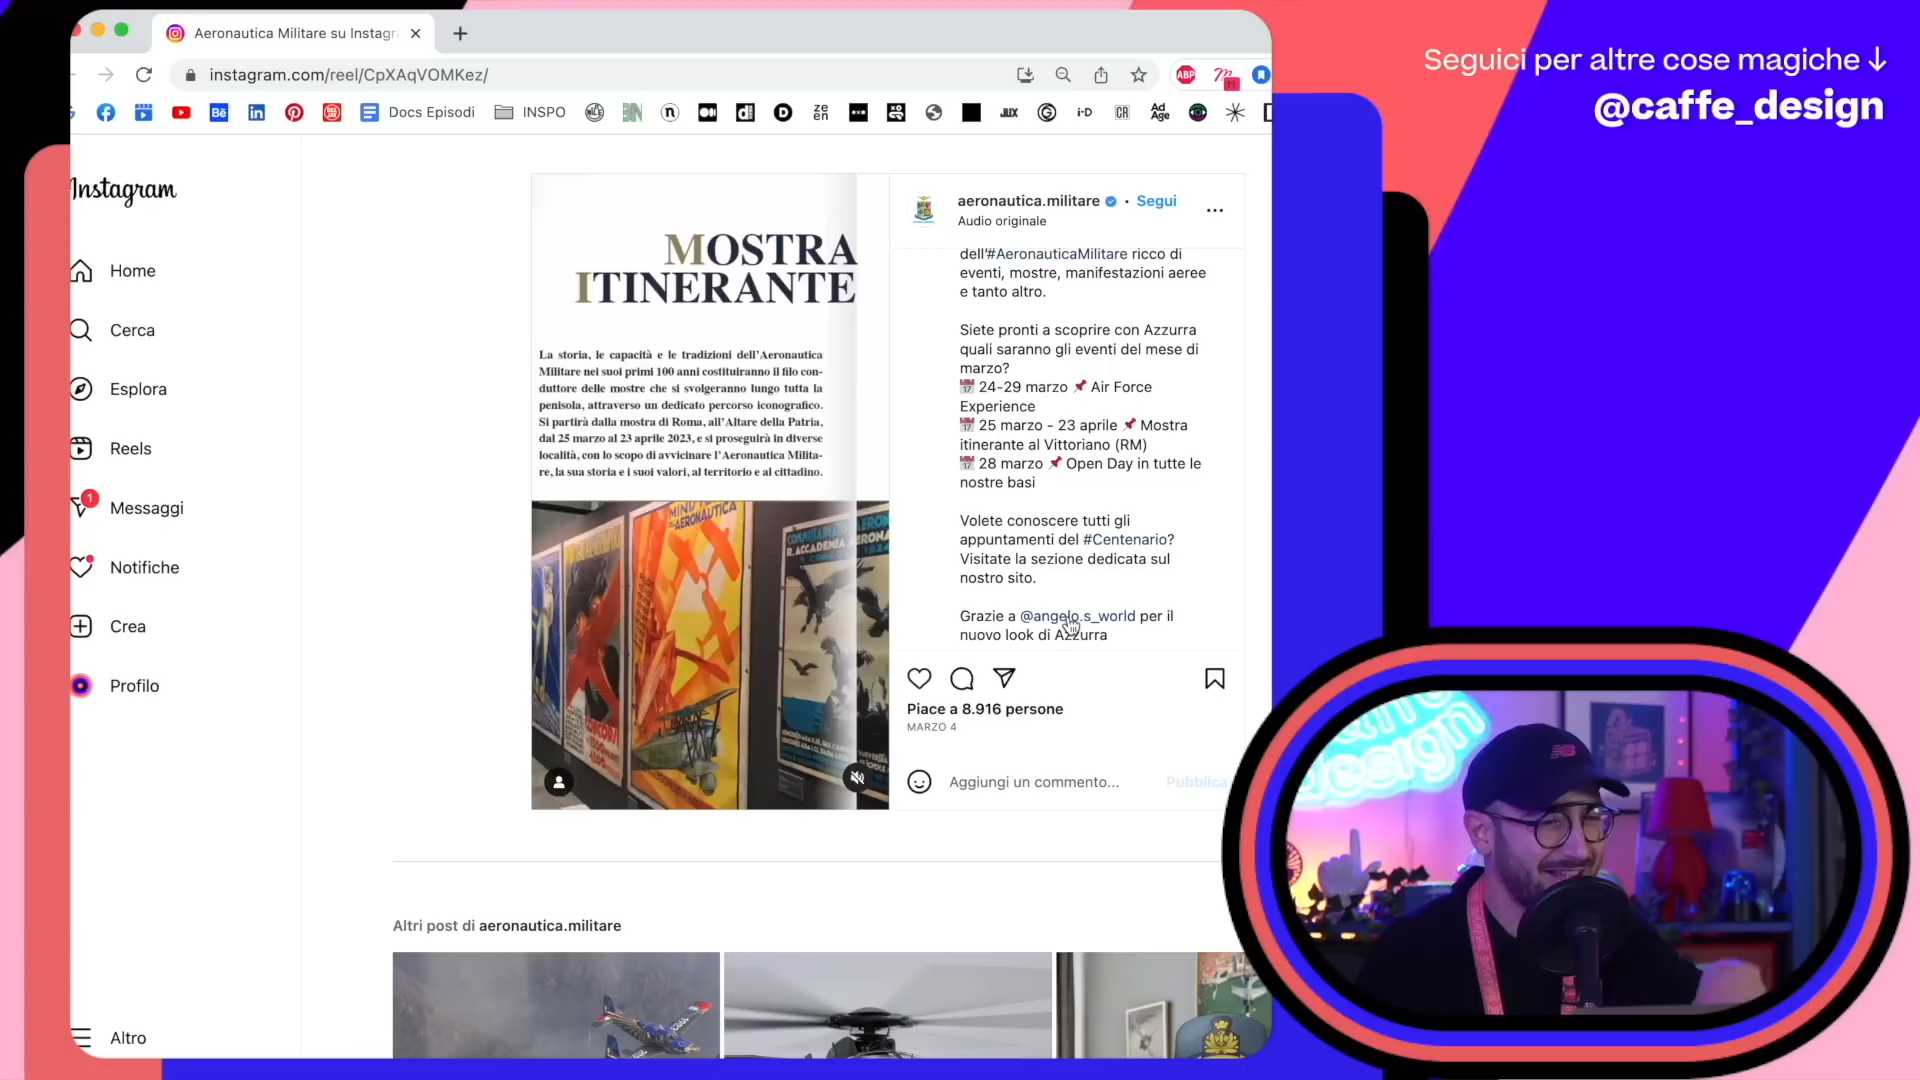 Seguici per altre cose magiche ↓
@caffe_design
Aeronautica Militare su Instagr
instagram.com/reel/CpXAqVOMKez/
ABP
Bē
Docs Episodi
INSPO
ze
en
JUX
i-D
CR
Ad
Age
Instagram
Home
Cerca
Esplora
Reels
1
Messaggi
Notifiche
Crea
Profilo
Altro
MOSTRA
ITINERANTE
La storia, le capacità e le tradizioni dell'Aeronautica
Militare nei suoi primi 100 anni costituiranno il filo con-
duttore delle mostre che si svolgeranno lungo tutta la
penisola, attraverso un dedicato percorso iconografico.
Si partirà dalla mostra di Roma, all'Altare della Patria,
dal 25 marzo al 23 aprile 2023, e si proseguirà in diverse
località, con lo scopo di avvicinare l'Aeronautica Milita-
re, la sua storia e i suoi valori, al territorio e al cittadino.
aeronautica.militare • Segui
Audio originale
dell'#AeronauticaMilitare ricco di
eventi, mostre, manifestazioni aeree
e tanto altro.
Siete pronti a scoprire con Azzurra
quali saranno gli eventi del mese di
marzo?
📅 24-29 marzo 📌 Air Force
Experience
📅 25 marzo - 23 aprile 📌 Mostra
itinerante al Vittoriano (RM)
📅 28 marzo 📌 Open Day in tutte le
nostre basi
Volete conoscere tutti gli
appuntamenti del #Centenario?
Visitate la sezione dedicata sul
nostro sito.
Grazie a @angelo.s_world per il
nuovo look di Azzurra
Piace a 8.916 persone
MARZO 4
Aggiungi un commento...
Pubblica
Altri post di aeronautica.militare
design